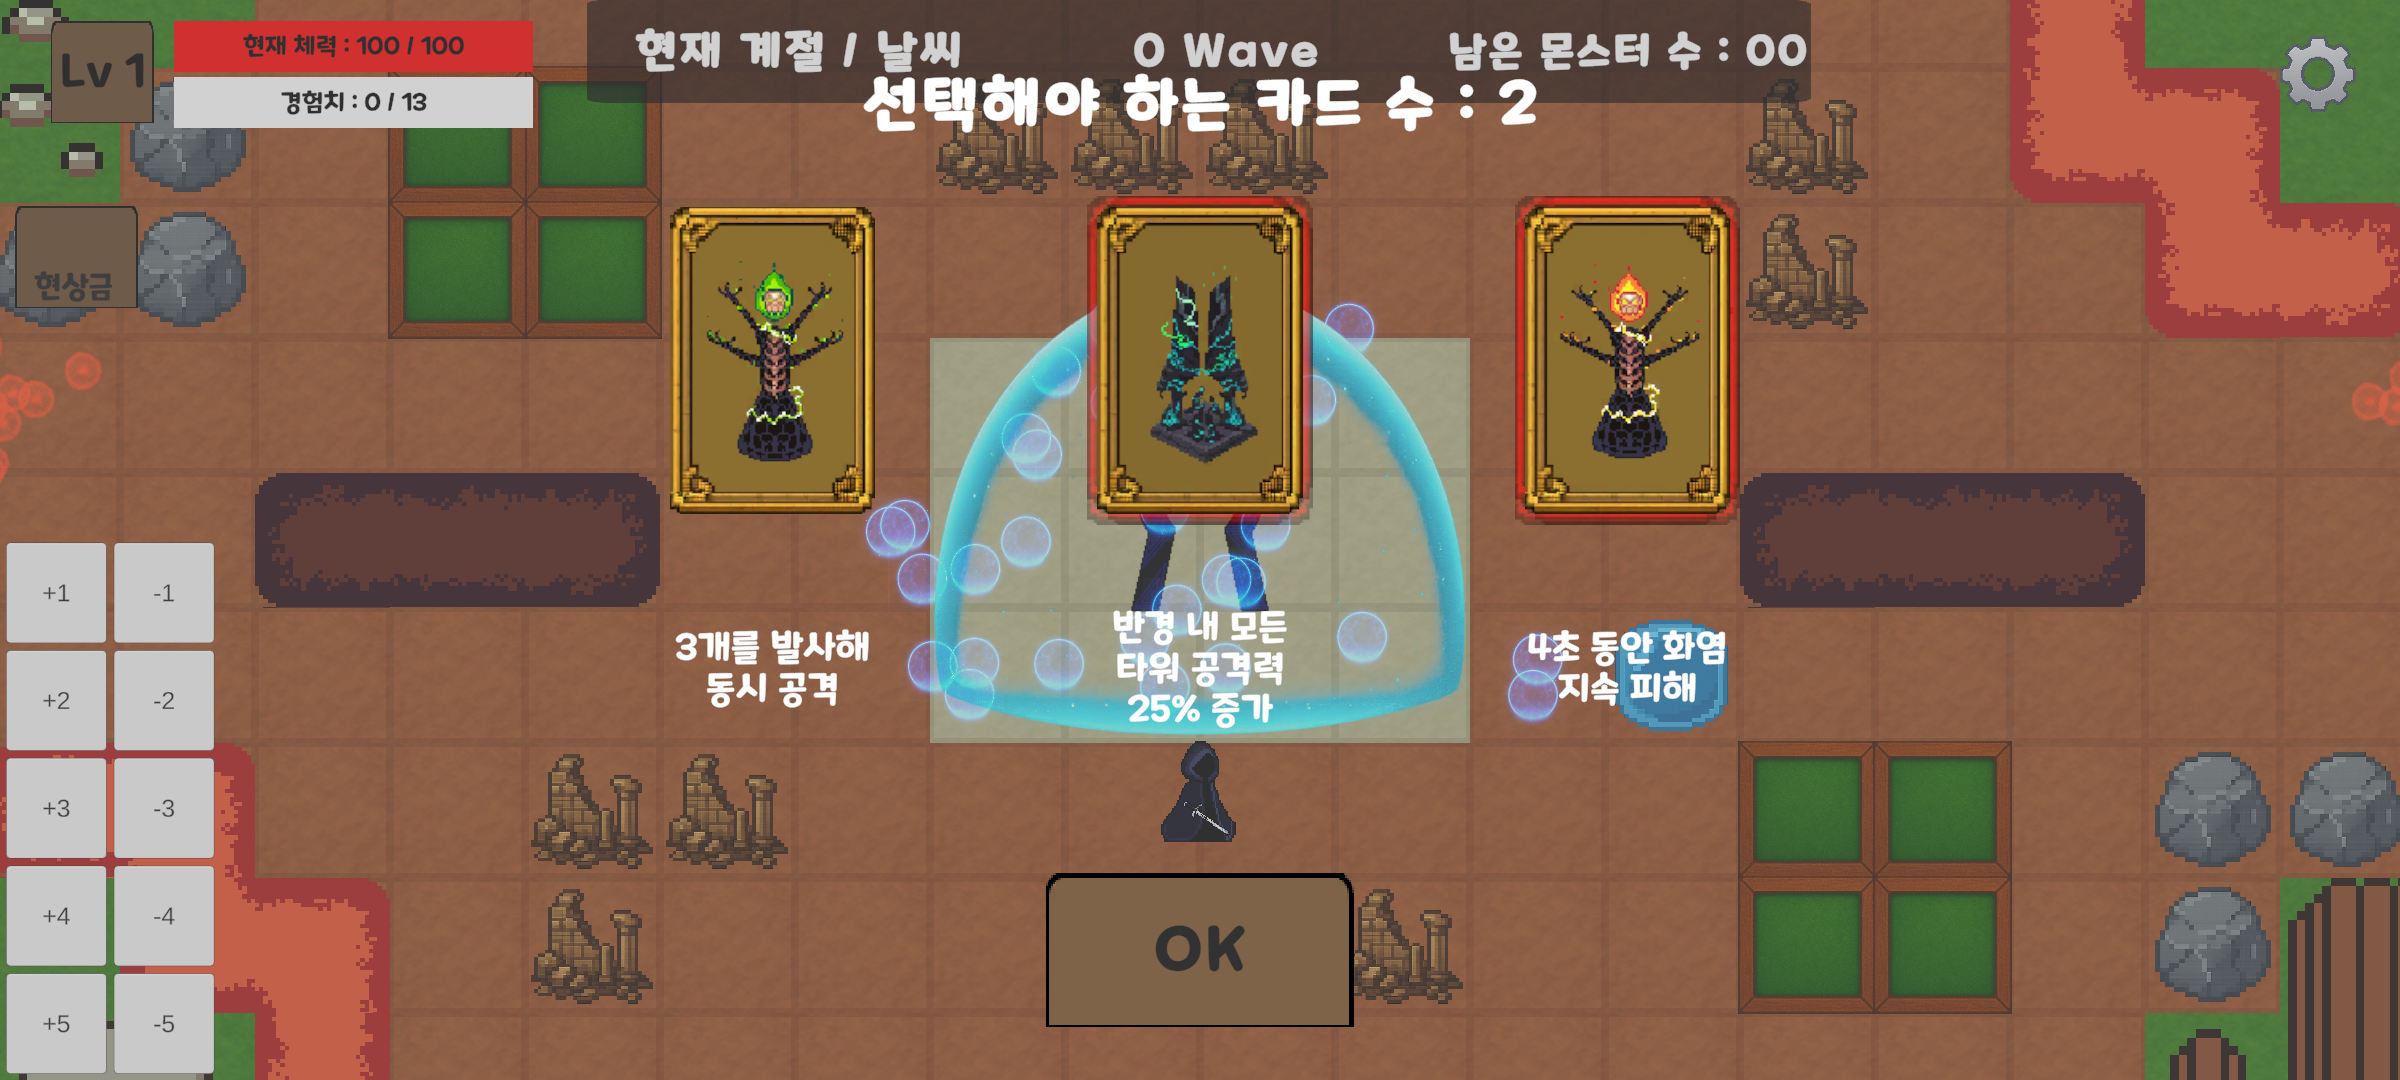 Lv 1
현재 체력 : 100 / 100
경험치 : 0 / 13
현재 계절 / 날씨
0 Wave
남은 몬스터 수 : 00
선택해야 하는 카드 수 : 2
현상금
3개를 발사해
동시 공격
반경 내 모든
타워 공격력
25% 증가
4초 동안 화염
지속 피해
+1
-1
+2
-2
+3
-3
+4
-4
+5
-5
OK